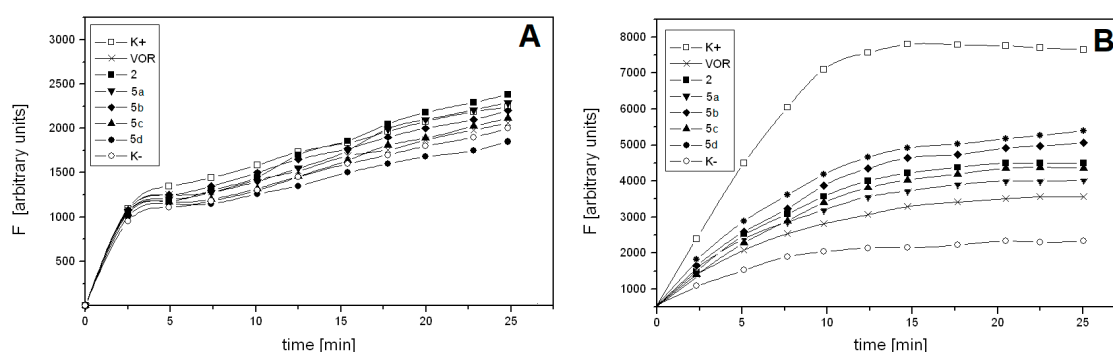 A
K+
VOR
2
5a
5b
5c
5d
K-
3000
2500
2000
1500
1000
500
F [arbitrary units]
0 5 10 15 20 25
time [min]
B
K+
VOR
2
5a
5b
5c
5d
K-
8000
7000
6000
5000
4000
3000
2000
1000
F [arbitrary units]
0 5 10 15 20 25
time [min]